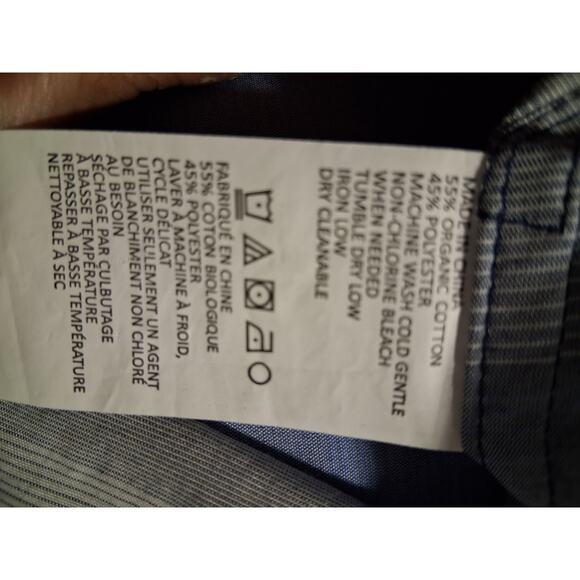 MADE IN CHINA
55% ORGANIC COTTON
45% POLYESTER
MACHINE WASH COLD GENTLE
NON-CHLORINE BLEACH
WHEN NEEDED
TUMBLE DRY LOW
IRON LOW
DRY CLEANABLE
FABRIQUÉ EN CHINE
55% COTON BIOLOGIQUE
45% POLYESTER
LAVER À MACHINE À FROID,
CYCLE DÉLICAT
UTILISER SEULEMENT UN AGENT
DE BLANCHIMENT NON CHLORÉ
AU BESOIN
SÉCHAGE PAR CULBUTAGE
À BASSE TEMPÉRATURE
REPASSER À BASSE TEMPÉRATURE
NETTOYABLE À SEC